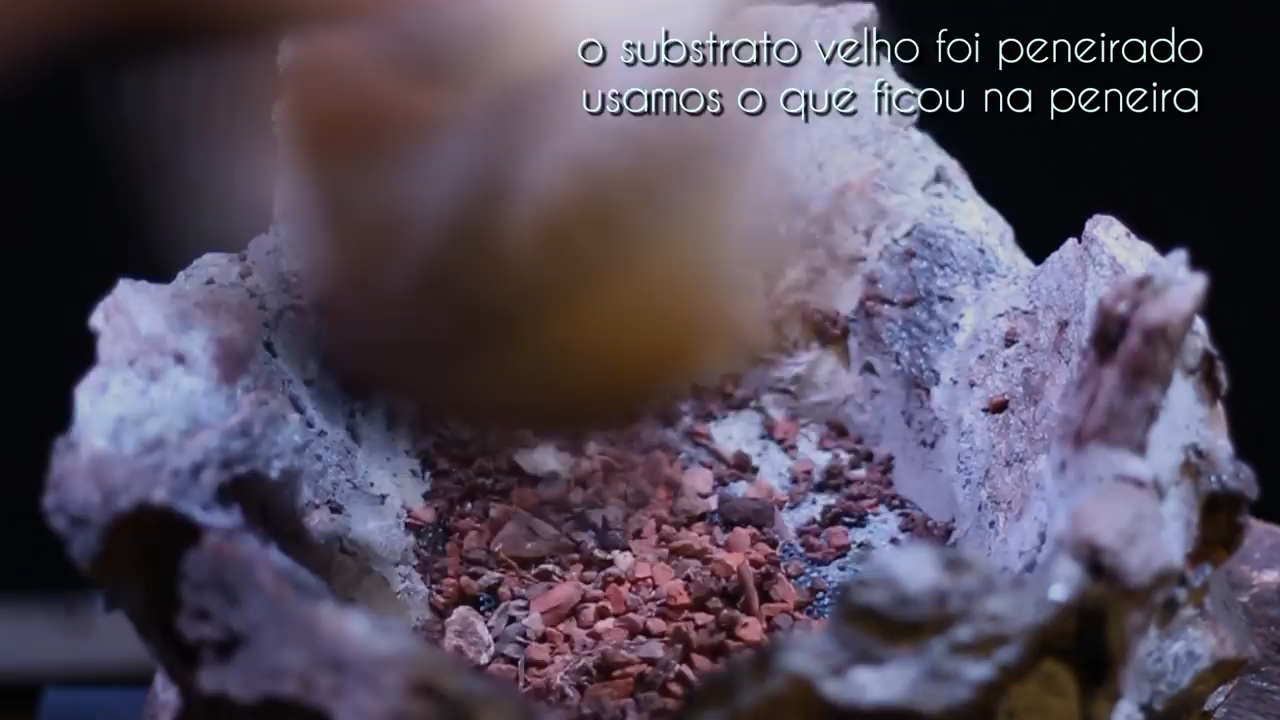 o substrato velho foi peneirado
usamos o que ficou na peneira